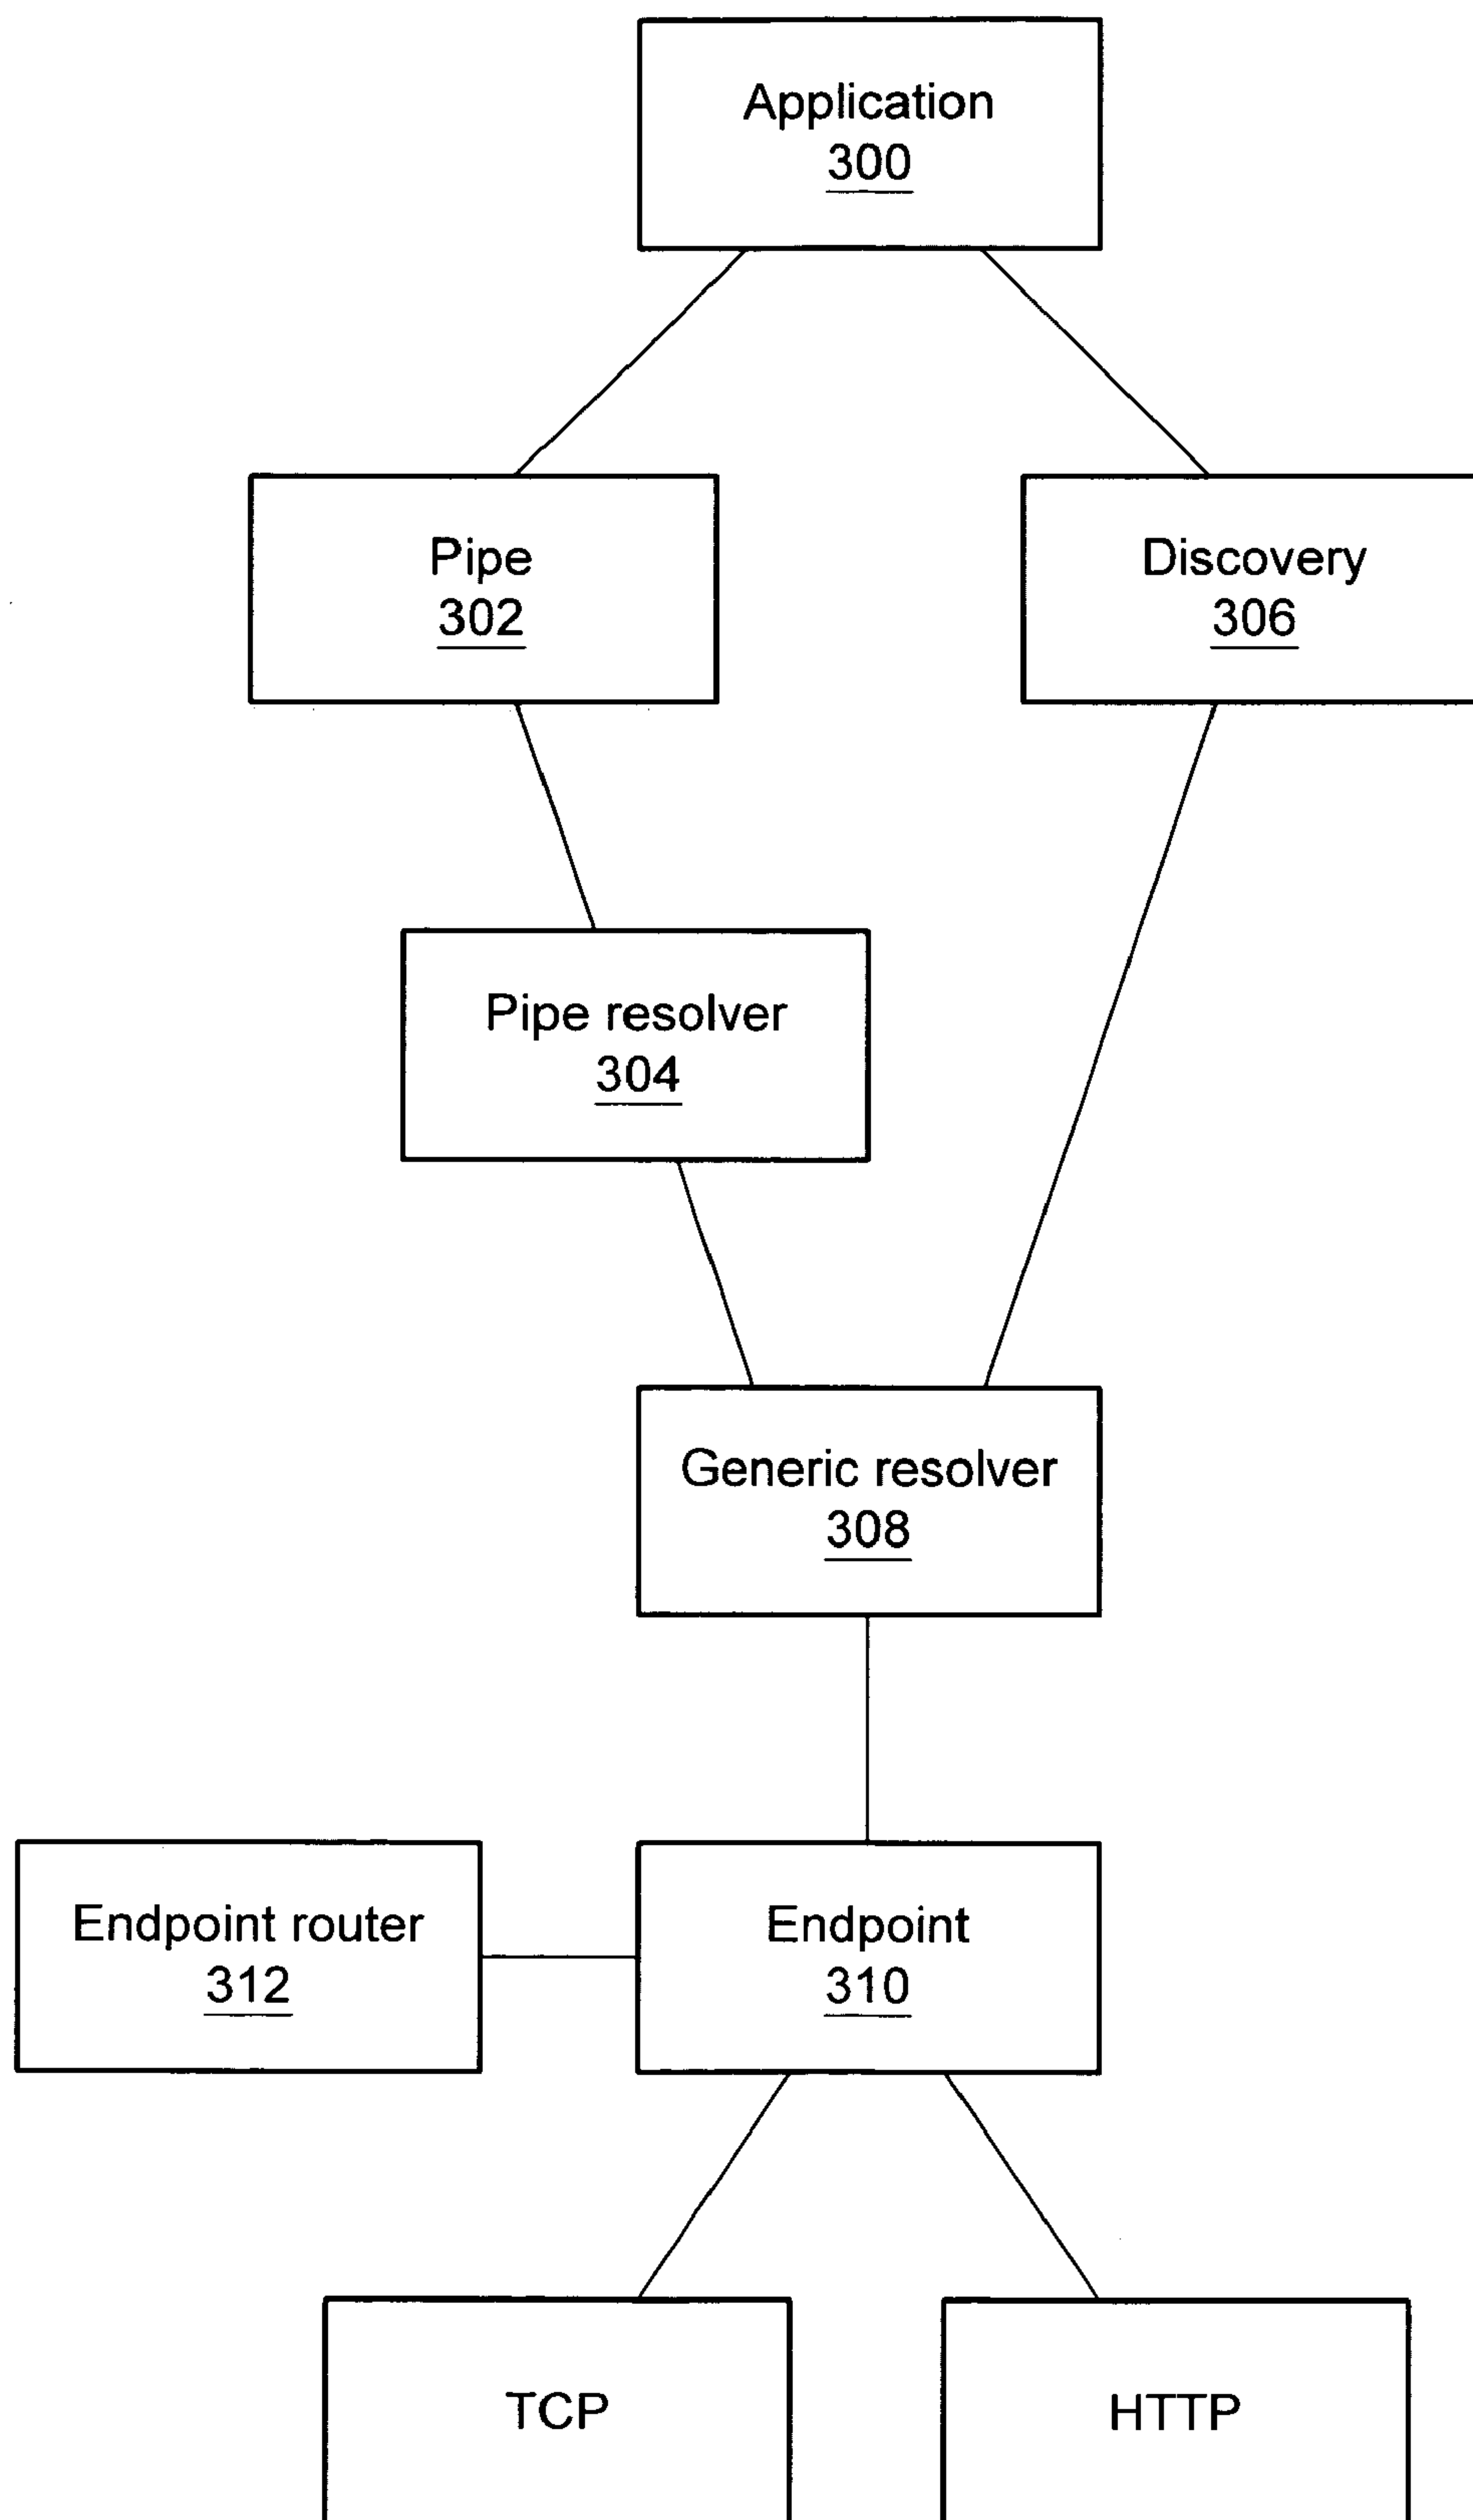 Application
300
Pipe
302
Discovery
306
Pipe resolver
304
Generic resolver
308
Endpoint router
312
Endpoint
310
TCP
HTTP